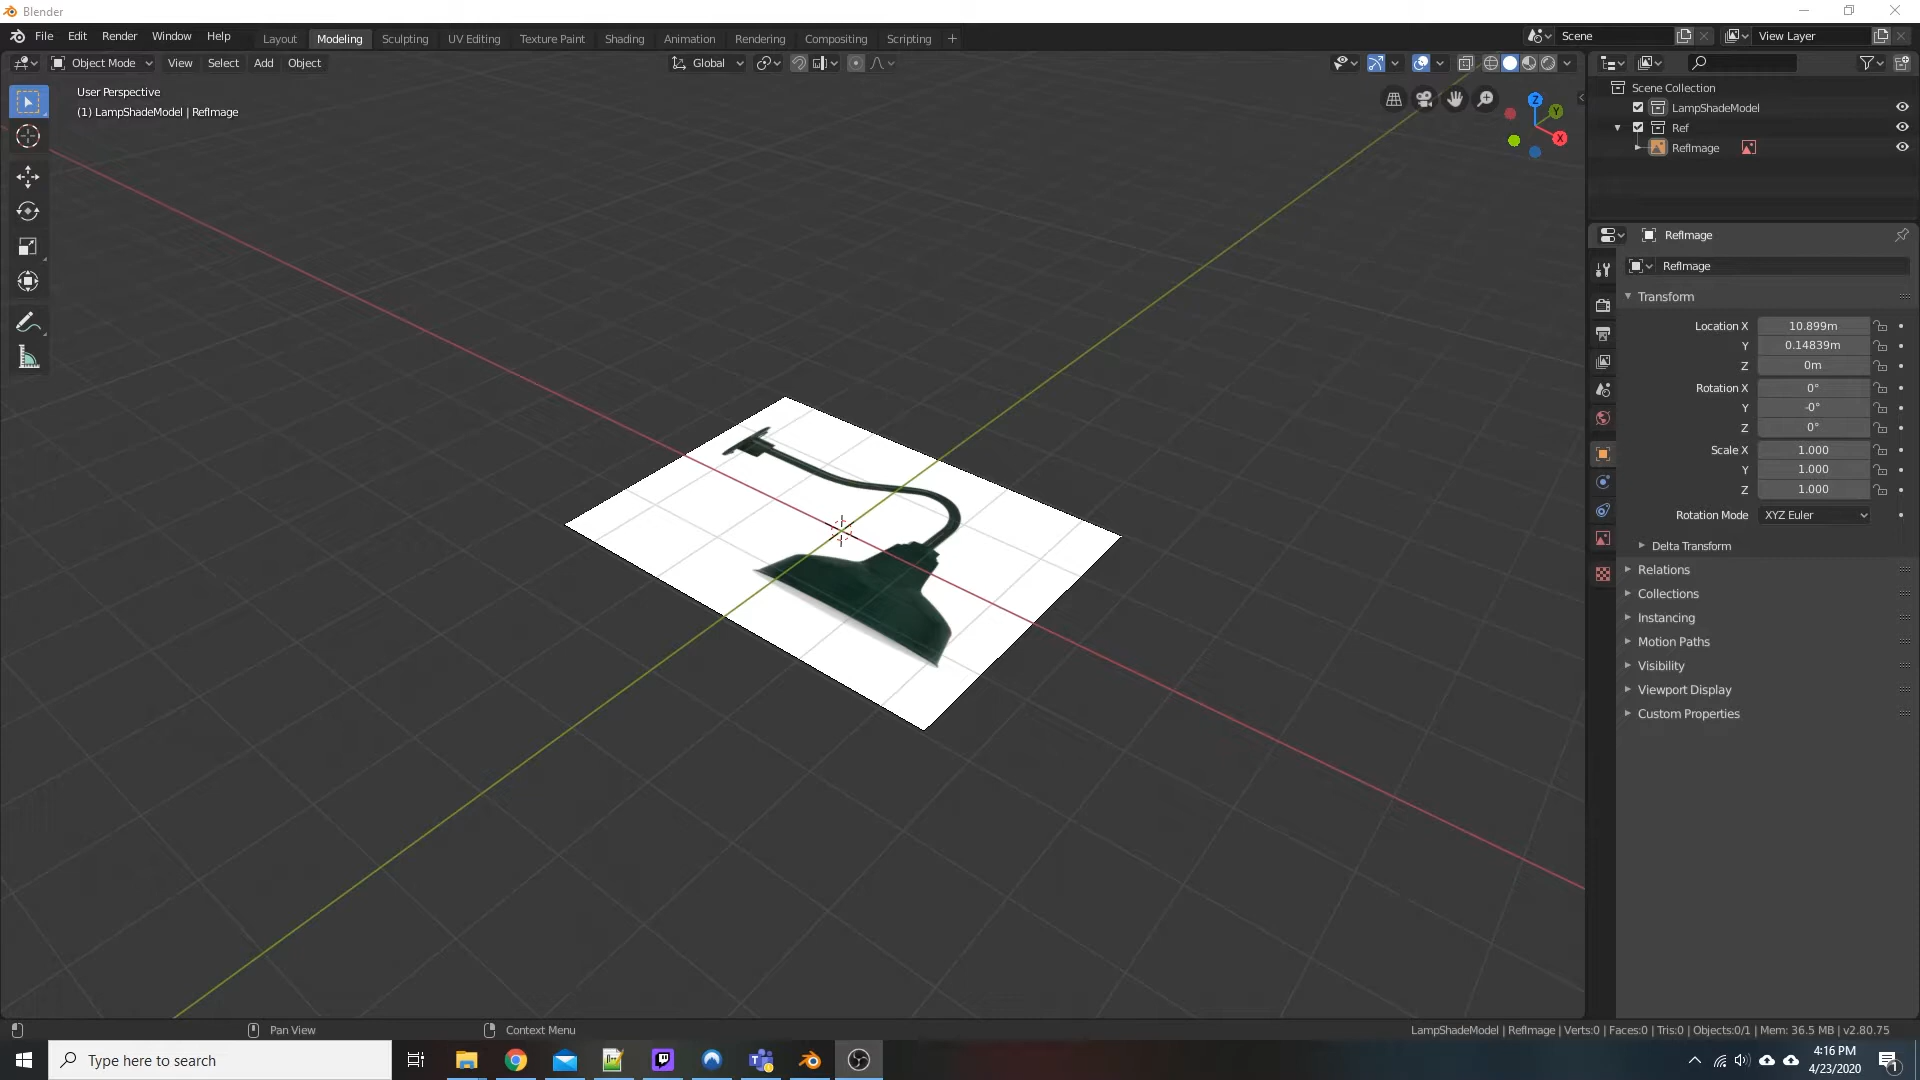 Blender
File Edit Render Window Help Layout Modeling Sculpting UV Editing Texture Paint Shading Animation Rendering Compositing Scripting + Scene View Layer
Object Mode View Select Add Object Global
User Perspective
(1) LampShadeModel | RefImage
Z
Y
X
Scene Collection
LampShadeModel
Ref
RefImage
RefImage
RefImage
Transform
Location X 10.899m
Y 0.14839m
Z 0m
Rotation X 0°
Y -0°
Z 0°
Scale X 1.000
Y 1.000
Z 1.000
Rotation Mode XYZ Euler
Delta Transform
Relations
Collections
Instancing
Motion Paths
Visibility
Viewport Display
Custom Properties
Pan View Context Menu LampShadeModel | RefImage | Verts:0 | Faces:0 | Tris:0 | Objects:0/1 | Mem: 36.5 MB | v2.80.75
Type here to search
4:16 PM
4/23/2020
1